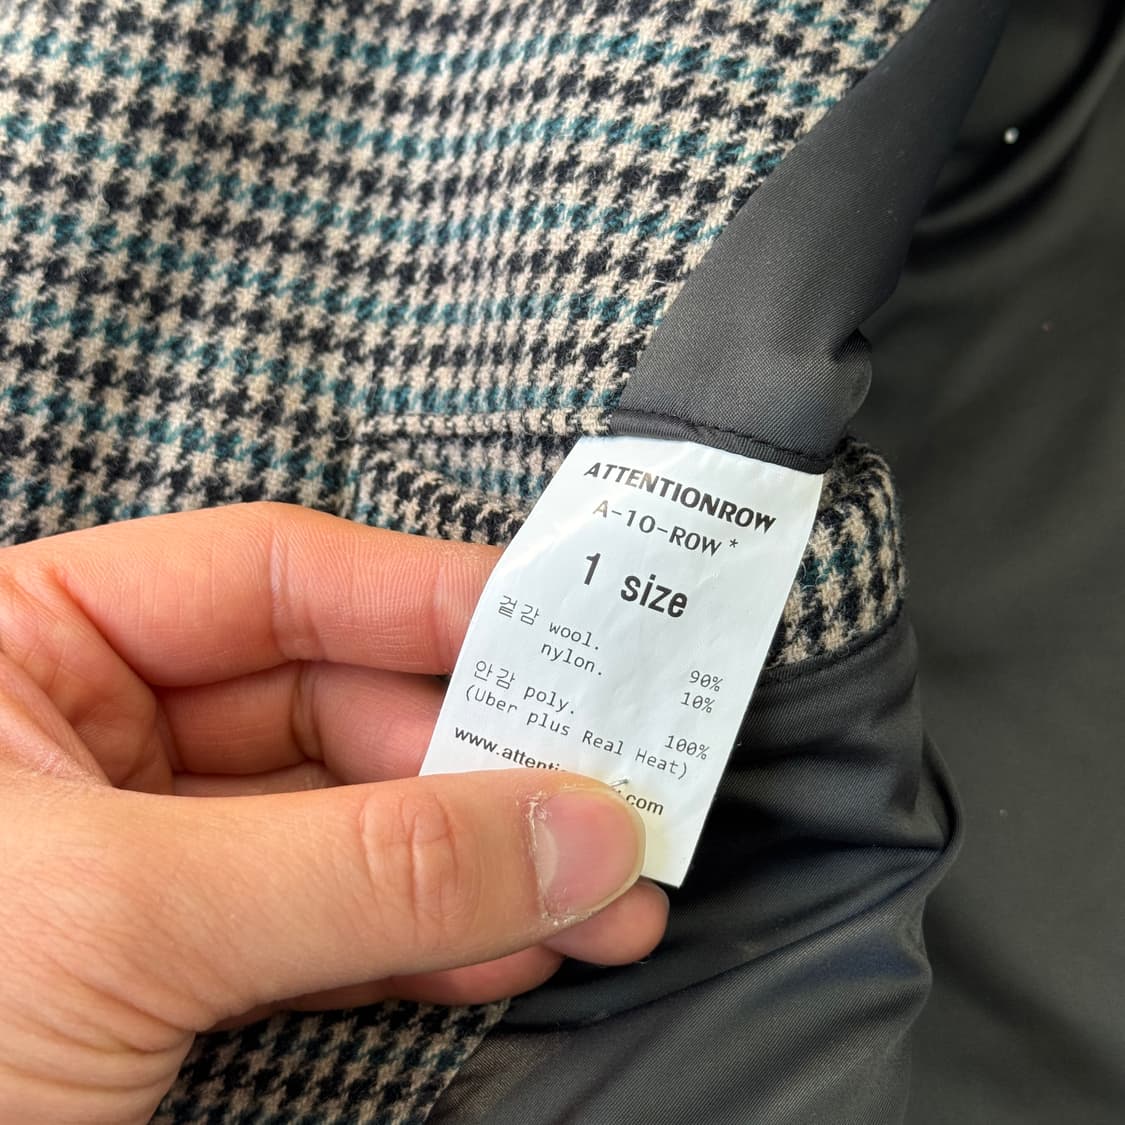 ATTENTIONROW
A-10-ROW *
1 size
겉감 wool. 90%
nylon. 10%
안감 poly. 100%
(Uber plus Real Heat)
www.attenti .com